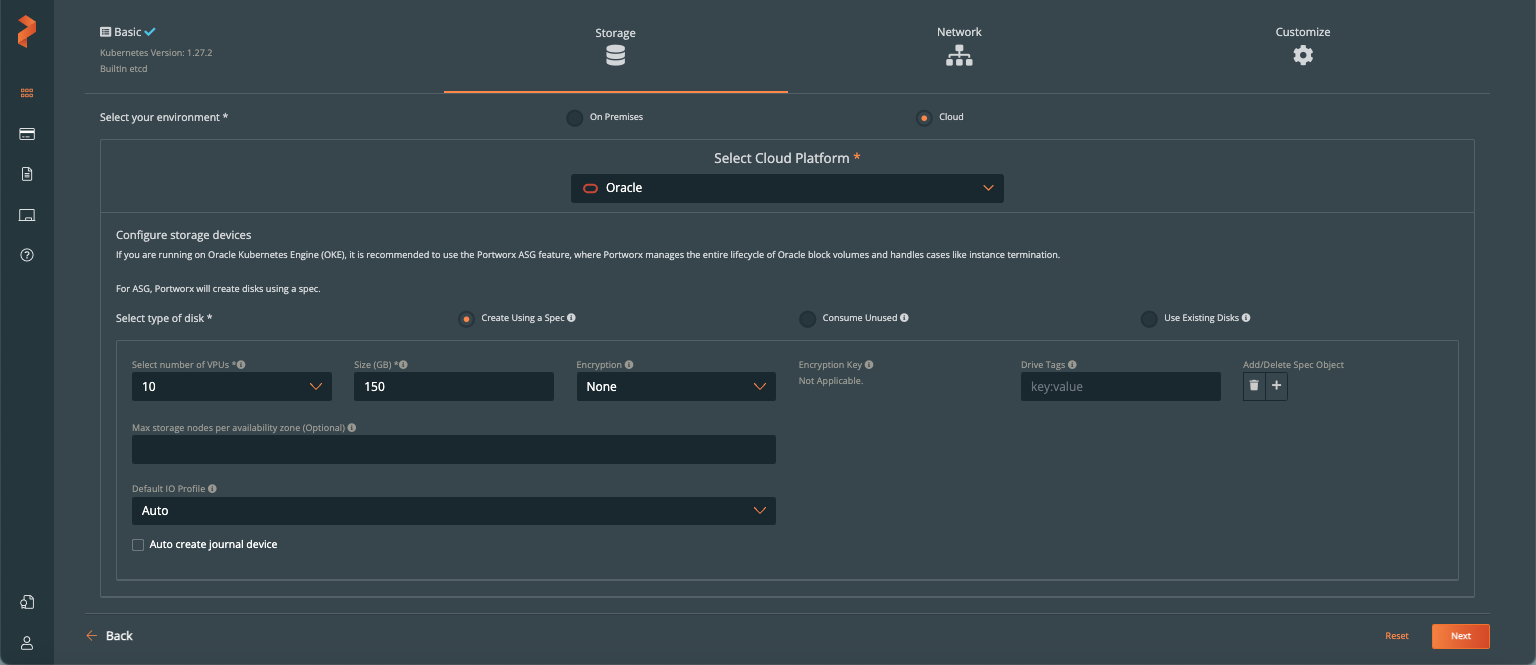 Basic
Kubernetes Version: 1.27.2
BuiltIn etcd
Storage
Network
Customize
Select your environment *
On Premises
Cloud
Select Cloud Platform *
Oracle
Configure storage devices
If you are running on Oracle Kubernetes Engine (OKE), it is recommended to use the Portworx ASG feature, where Portworx manages the entire lifecycle of Oracle block volumes and handles cases like instance termination.
For ASG, Portworx will create disks using a spec.
Select type of disk *
Create Using a Spec
Consume Unused
Use Existing Disks
Select number of VPUs *
Size (GB) *
Encryption
Encryption Key
Drive Tags
Add/Delete Spec Object
10
150
None
Not Applicable.
key:value
Max storage nodes per availability zone (Optional)
Default IO Profile
Auto
Auto create journal device
Back
Reset
Next